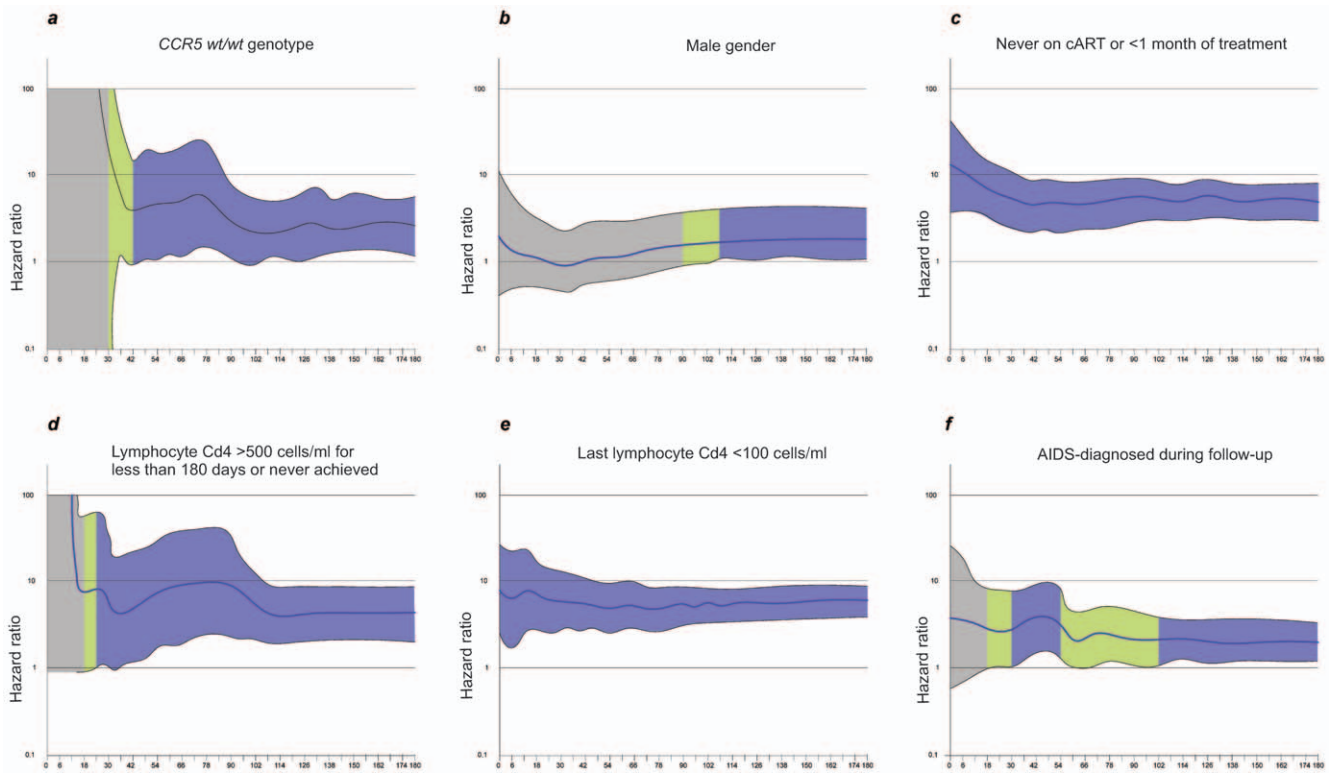 a
CCR5 wt/wt genotype
100
10
1
0.1
Hazard ratio
0 6 18 30 42 54 66 78 90 102 114 126 138 150 162 174 180
b
Male gender
100
10
1
0.1
Hazard ratio
0 6 18 30 42 54 66 78 90 102 114 126 138 150 162 174 180
c
Never on cART or <1 month of treatment
100
10
1
0.1
Hazard ratio
0 6 18 30 42 54 66 78 90 102 114 126 138 150 162 174 180
d
Lymphocyte Cd4 >500 cells/ml for
less than 180 days or never achieved
100
10
1
0.1
Hazard ratio
0 6 18 30 42 54 66 78 90 102 114 126 138 150 162 174 180
e
Last lymphocyte Cd4 <100 cells/ml
100
10
1
0.1
Hazard ratio
0 6 18 30 42 54 66 78 90 102 114 126 138 150 162 174 180
f
AIDS-diagnosed during follow-up
100
10
1
0.1
Hazard ratio
0 6 18 30 42 54 66 78 90 102 114 126 138 150 162 174 180